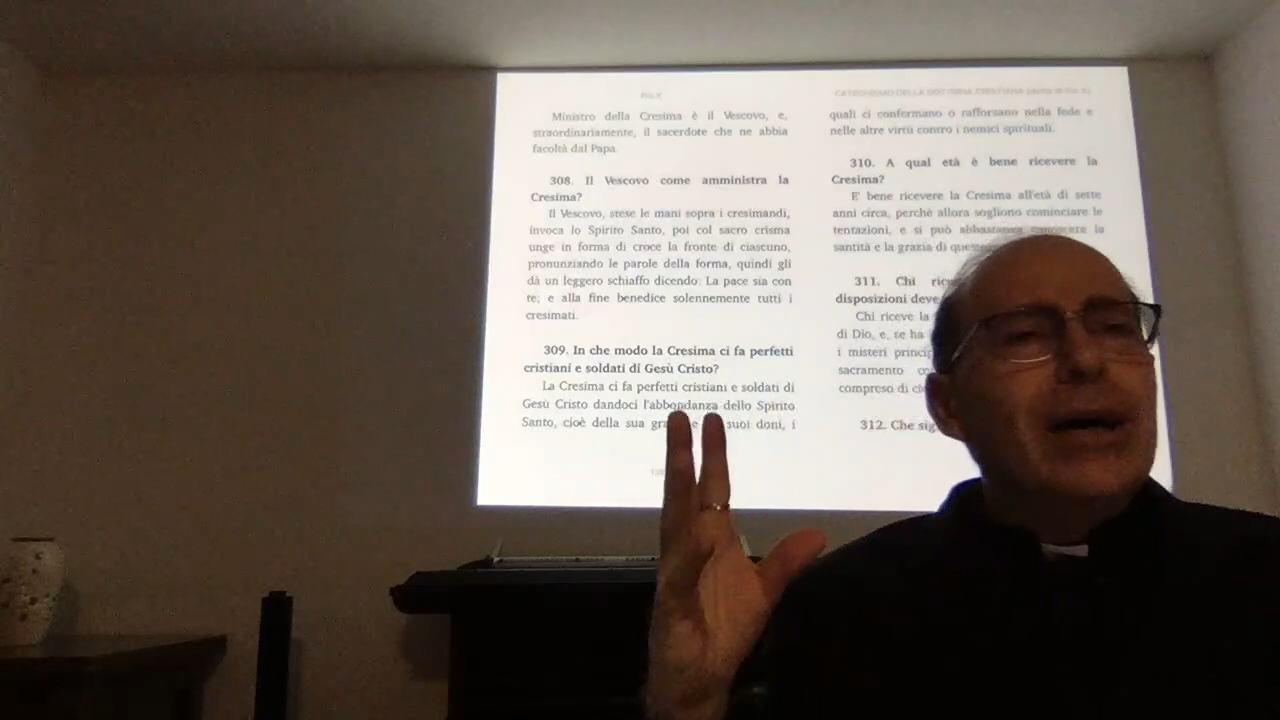 Pio X
Ministro della Cresima è il Vescovo, e,
straordinariamente, il sacerdote che ne abbia
facoltà dal Papa.
308. Il Vescovo come amministra la
Cresima?
Il Vescovo, stese le mani sopra i cresimandi,
invoca lo Spirito Santo, poi col sacro crisma
unge in forma di croce la fronte di ciascuno,
pronunziando le parole della forma, quindi gli
dà un leggero schiaffo dicendo: La pace sia con
te; e alla fine benedice solennemente tutti i
cresimati.
309. In che modo la Cresima ci fa perfetti
cristiani e soldati di Gesù Cristo?
La Cresima ci fa perfetti cristiani e soldati di
Gesù Cristo dandoci l'abbondanza dello Spirito
Santo, cioè della sua suoi doni, i
CATECHISMO DELLA DOTTRINA CRISTIANA
quali ci confermano o rafforzano nella fede e
nelle altre virtù contro i nemici spirituali.
310. A qual età è bene ricevere la
Cresima?
E' bene ricevere la Cresima all'età di sette
anni circa, perché allora sogliono cominciare le
tentazioni, e si può abbastanza conoscere la
santità e la grazia di
311. Chi
disposizioni deve
Chi riceve la
di Dio, e, se ha
i misteri
sacramento
compreso di
312. Che